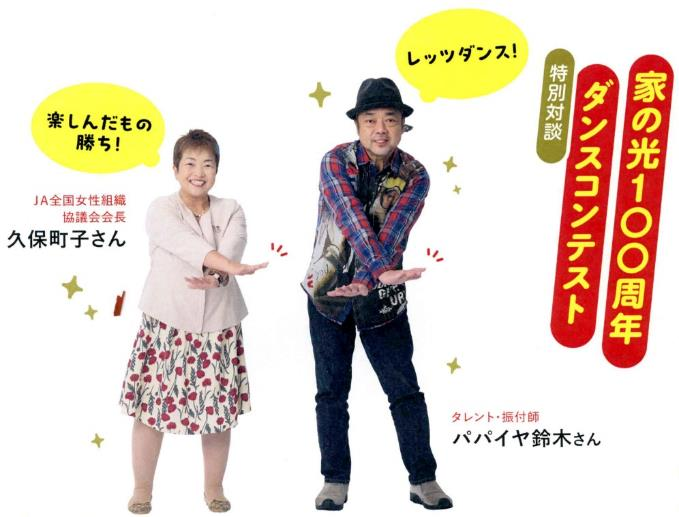 家の光１〇〇周年
ダンスコンテスト
特別対談
レッツダンス！
楽しんだもの
勝ち！
JA全国女性組織
協議会会長
久保町子さん
タレント・振付師
パパイヤ鈴木さん